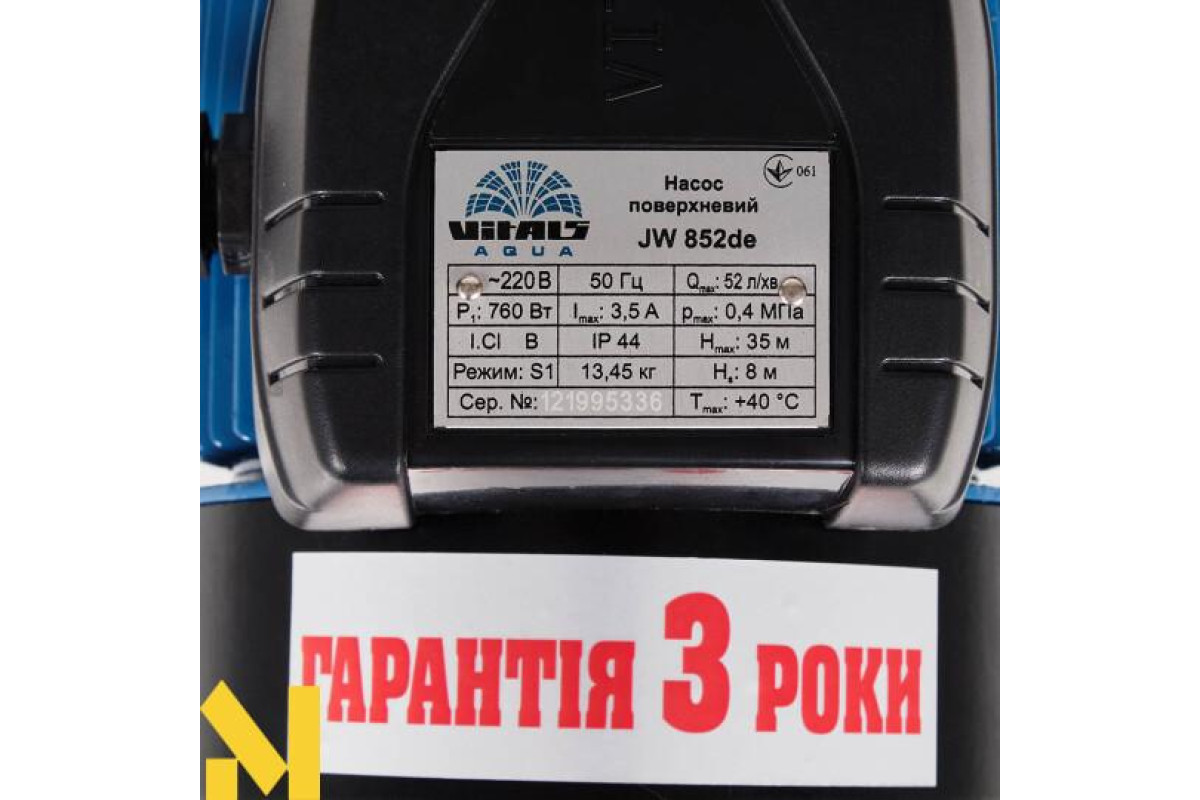 VI
061
VITALS
AQUA
Насос
поверхневий
JW 852de
~220 В 50 Гц Qmax: 52 л/хв
P₁: 760 Вт Imax: 3,5 А pmax: 0,4 МПа
I.Cl B IP 44 Hmax: 35 м
Режим: S1 13,45 кг Hs: 8 м
Сер. №: 121995336 Tmax: +40 °C
ГАРАНТІЯ 3 РОКИ